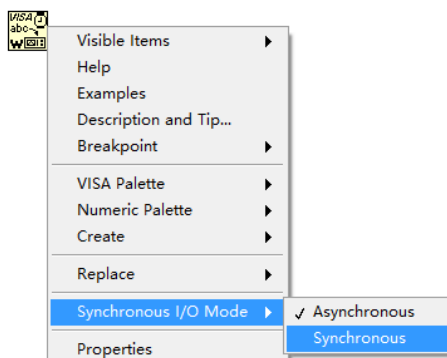 VISA
abc
W
Visible Items
Help
Examples
Description and Tip...
Breakpoint
VISA Palette
Numeric Palette
Create
Replace
Synchronous I/O Mode
✓ Asynchronous
Synchronous
Properties